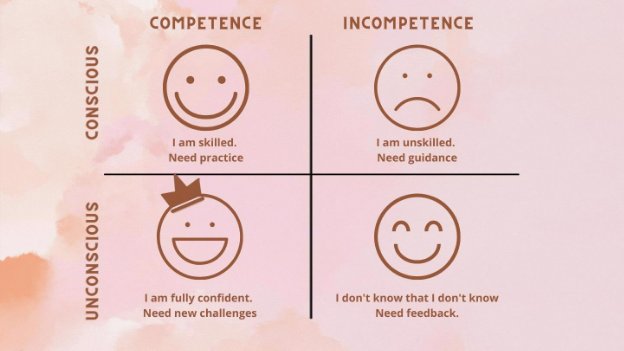 COMPETENCE
INCOMPETENCE
CONSCIOUS
I am skilled.
Need practice
I am unskilled.
Need guidance
UNCONSCIOUS
I am fully confident.
Need new challenges
I don't know that I don't know
Need feedback.